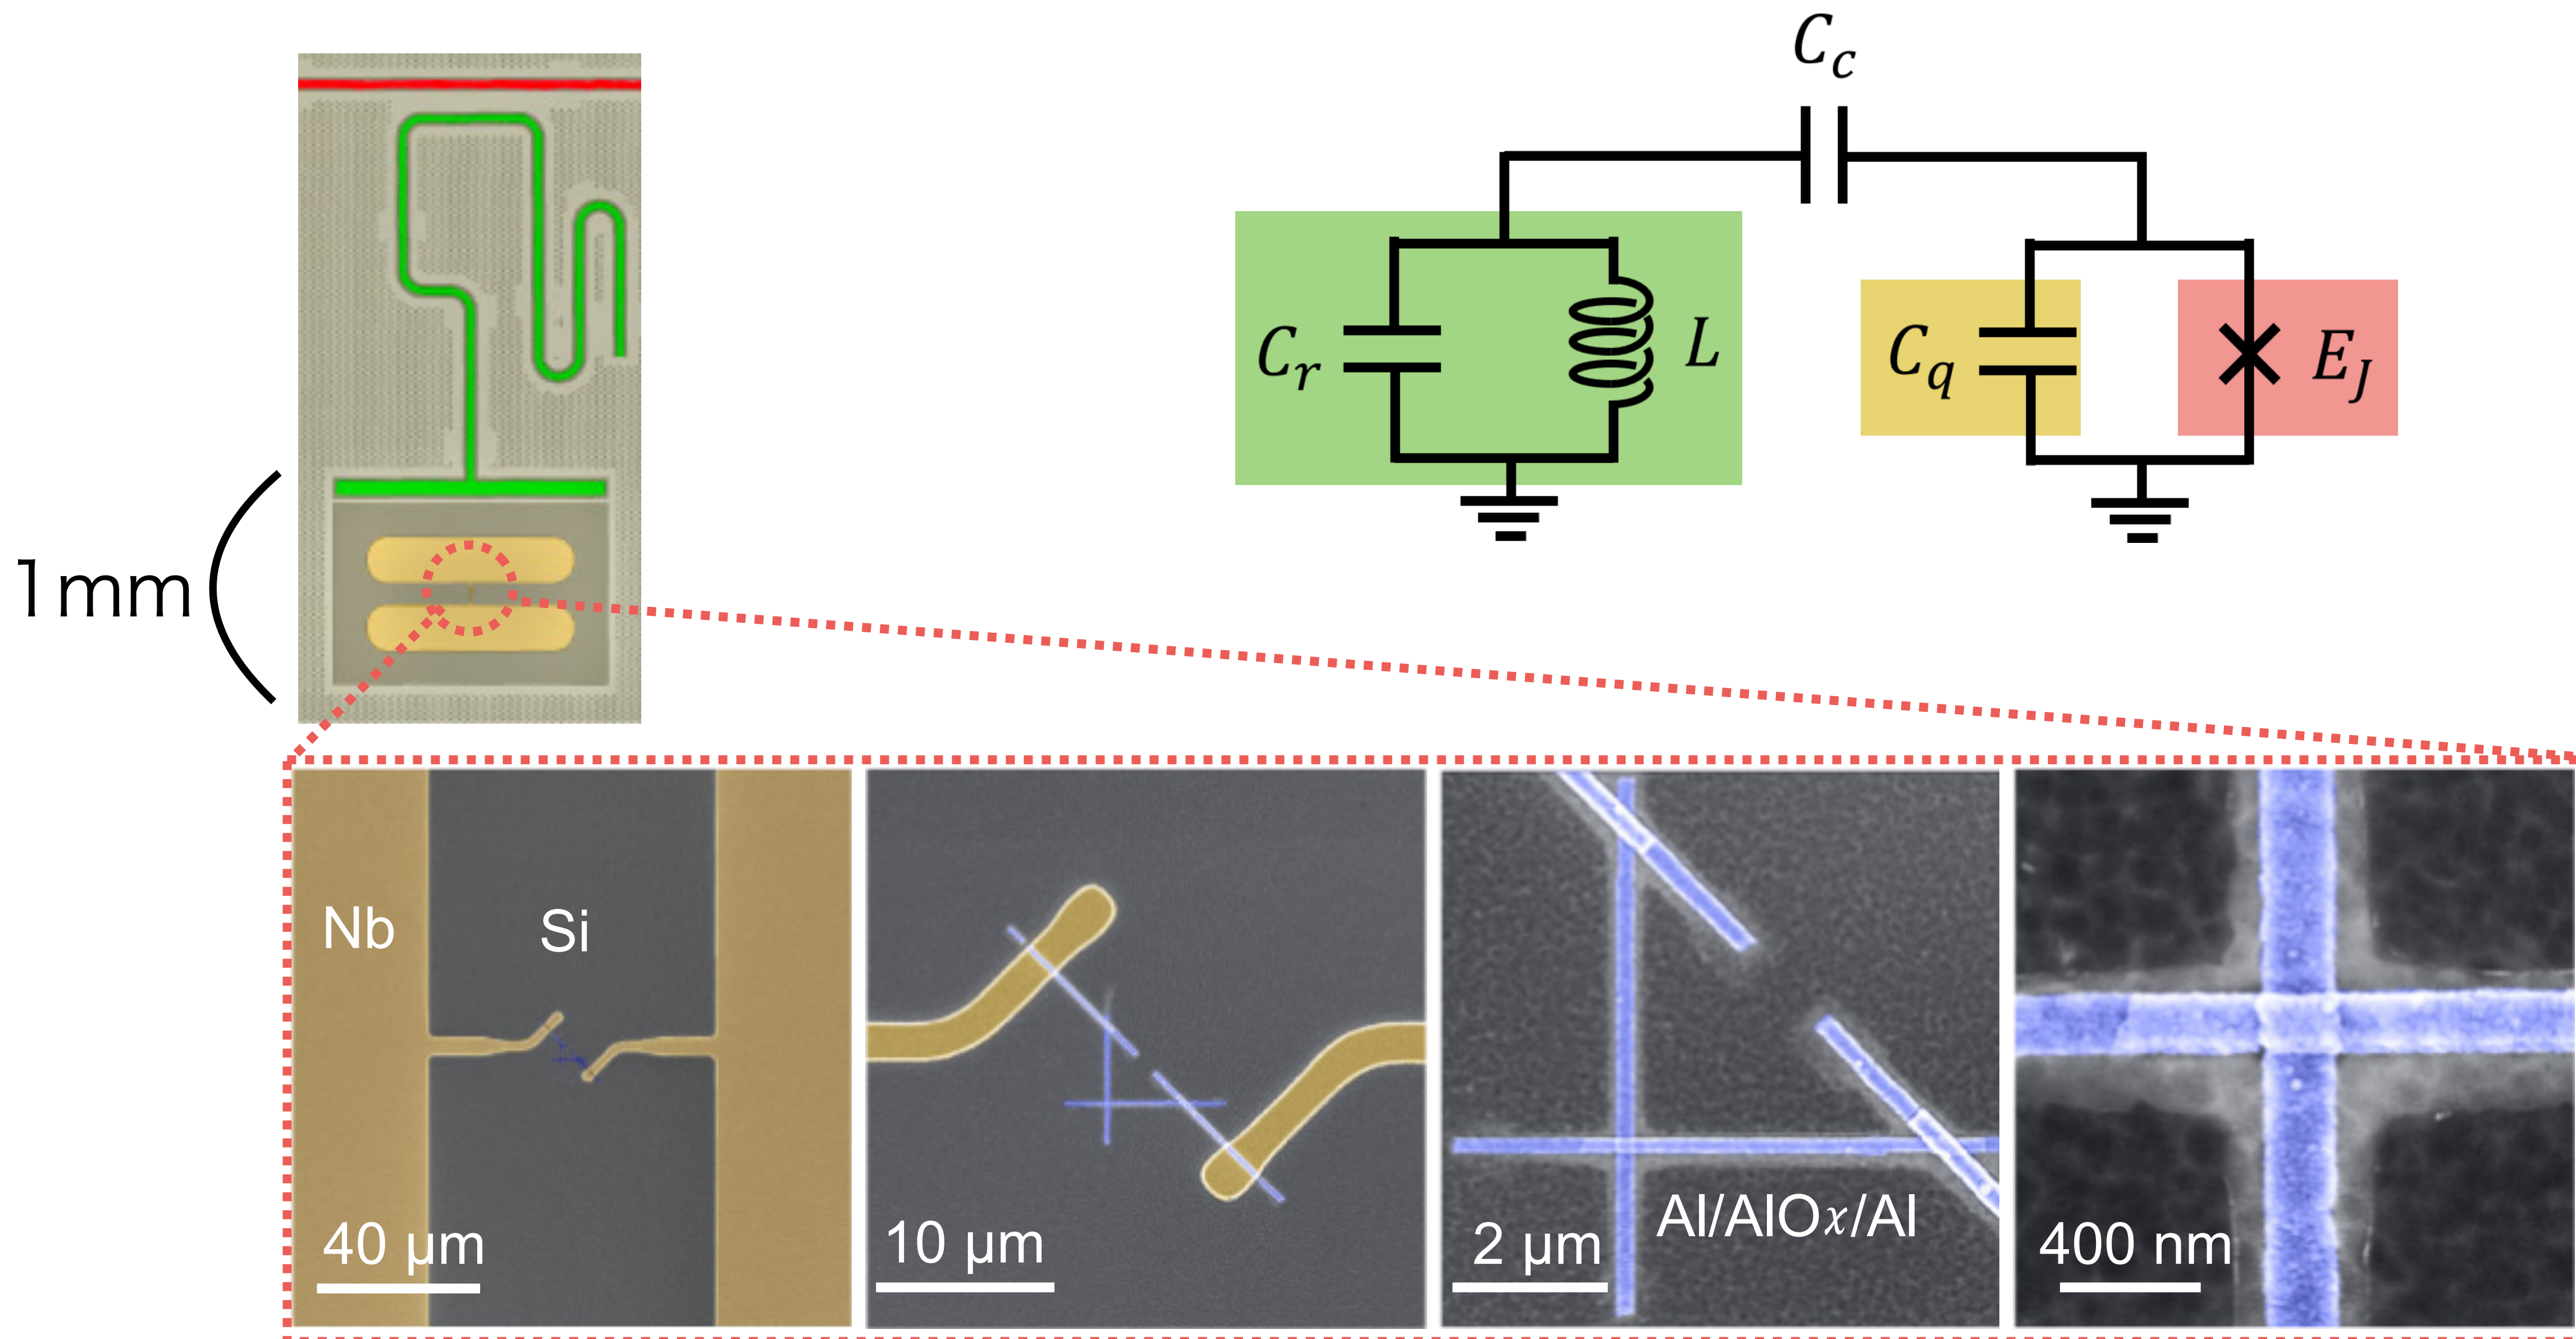 C_c
C_r
L
C_q
E_J
1mm
Nb
Si
40 µm
10 µm
2 µm
Al/AlOx/Al
400 nm